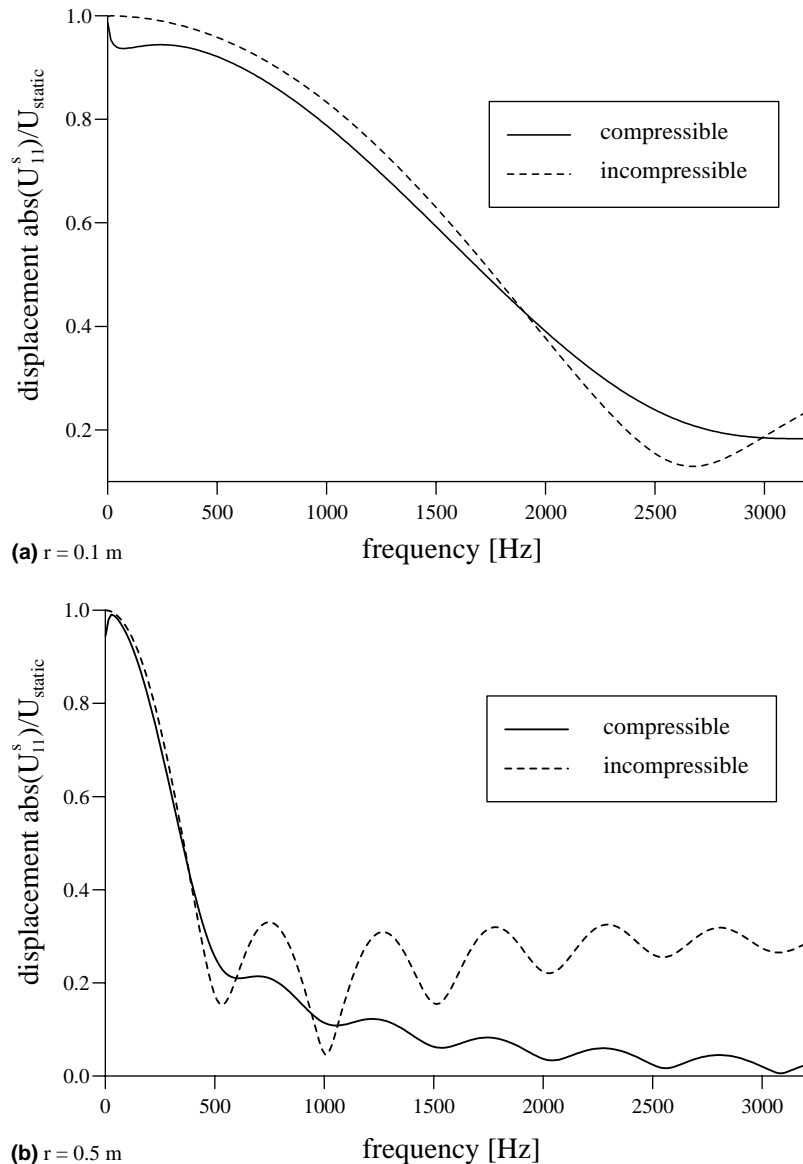 1.0
0.8
0.6
0.4
0.2
displacement abs(U₁₁ˢ)/U_static
compressible
incompressible
0 500 1000 1500 2000 2500 3000
frequency [Hz]
(a) r = 0.1 m
1.0
0.8
0.6
0.4
0.2
0.0
displacement abs(U₁₁ˢ)/U_static
compressible
incompressible
0 500 1000 1500 2000 2500 3000
frequency [Hz]
(b) r = 0.5 m